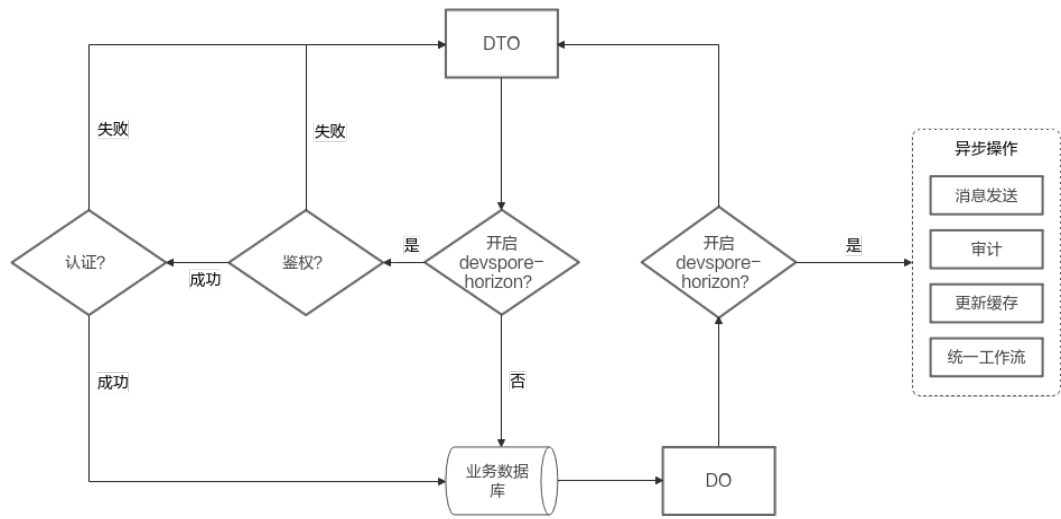 DTO
失败
失败
异步操作
消息发送
审计
更新缓存
统一工作流
认证?
成功
鉴权?
是
开启
devspore-
horizon?
开启
devspore-
horizon?
是
成功
否
业务数据
库
DO